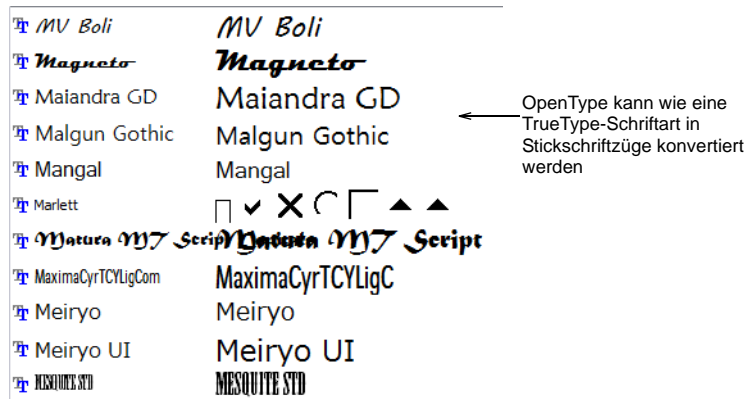 MV Boli MV Boli
Magneto Magneto
Maiandra GD Maiandra GD
Malgun Gothic Malgun Gothic
Mangal Mangal
Marlett
Matura MT Script Matura MT Script
MaximaCyrTCYLigCom MaximaCyrTCYLigC
Meiryo Meiryo
Meiryo UI Meiryo UI
MESQUITE STD MESQUITE STD
OpenType kann wie eine
TrueType-Schriftart in
Stickschriftzüge konvertiert
werden